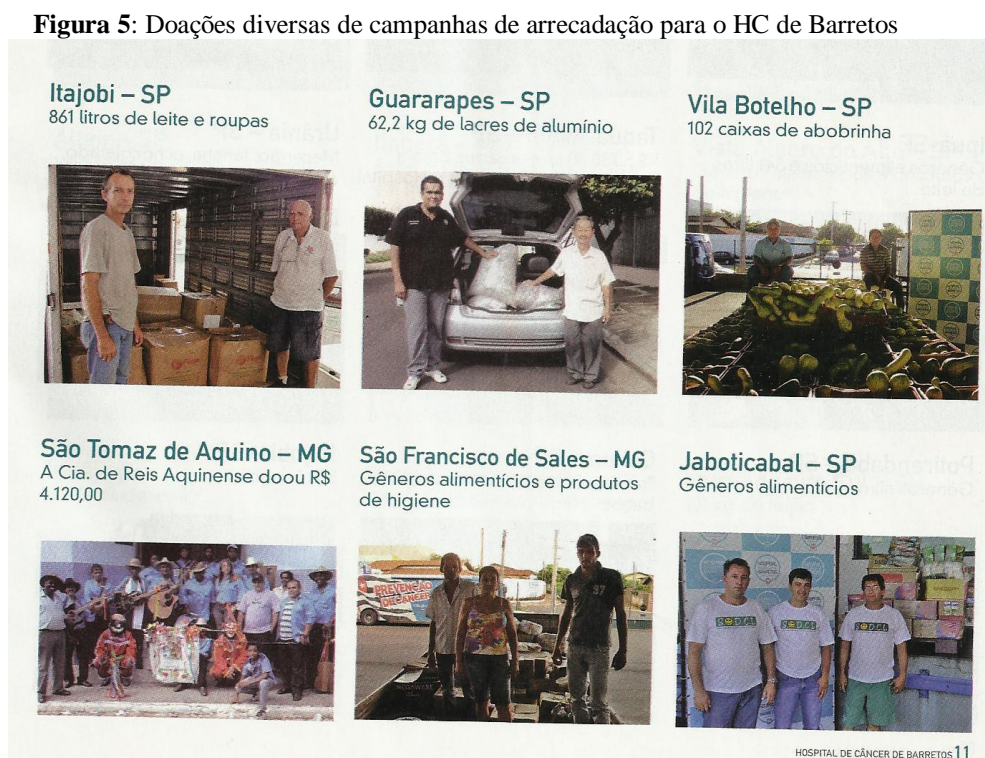 Figura 5: Doações diversas de campanhas de arrecadação para o HC de Barretos
Itajobi – SP
861 litros de leite e roupas
Guararapes – SP
62,2 kg de lacres de alumínio
Vila Botelho – SP
102 caixas de abobrinha
São Tomaz de Aquino – MG
A Cia. de Reis Aquinense doou R$
4.120,00
São Francisco de Sales – MG
Gêneros alimentícios e produtos
de higiene
PREVENÇÃO
DE CÂNCER
Jaboticabal – SP
Gêneros alimentícios
HOSPITAL DE CÂNCER DE BARRETOS 11